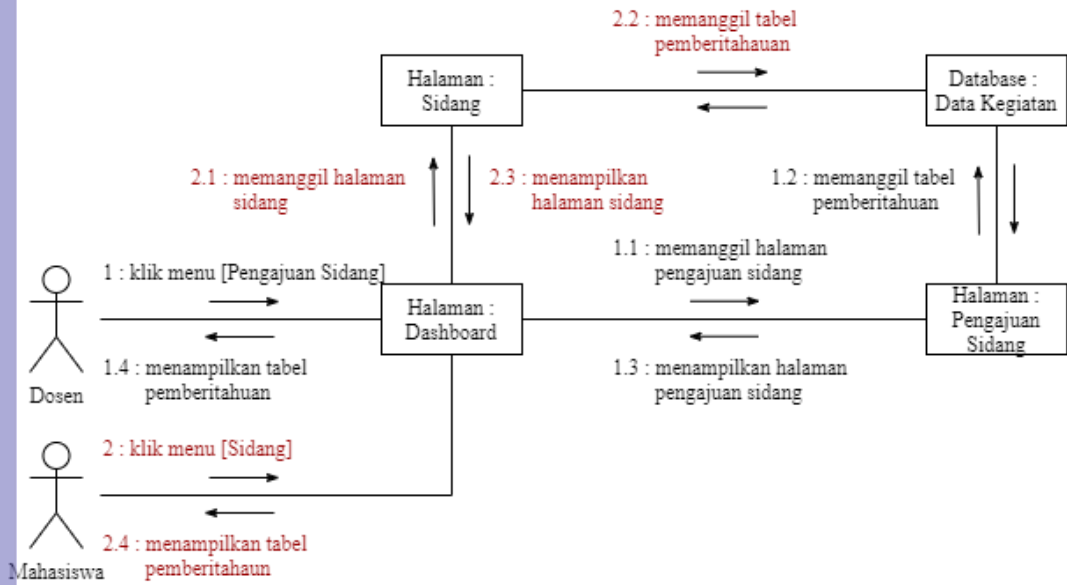 2.2 : memanggil tabel
pemberitahauan
Halaman :
Sidang
Database :
Data Kegiatan
2.1 : memanggil halaman
sidang
2.3 : menampilkan
halaman sidang
1.2 : memanggil tabel
pemberitahuan
1 : klik menu [Pengajuan Sidang]
1.1 : memanggil halaman
pengajuan sidang
Halaman :
Dashboard
Halaman :
Pengajuan
Sidang
1.4 : menampilkan tabel
pemberitahuan
1.3 : menampilkan halaman
pengajuan sidang
Dosen
2 : klik menu [Sidang]
2.4 : menampilkan tabel
pemberitahaun
Mahasiswa